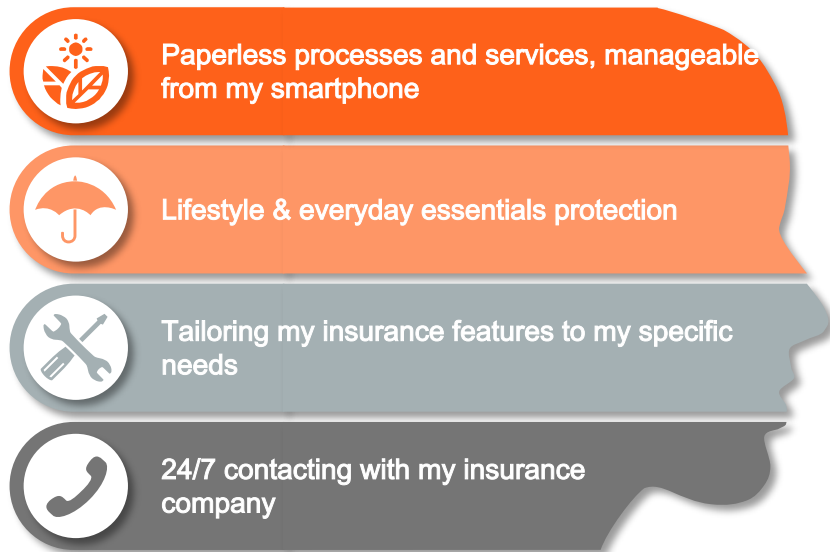 Paperless processes and services, manageable
from my smartphone
Lifestyle & everyday essentials protection
Tailoring my insurance features to my specific
needs
24/7 contacting with my insurance
company